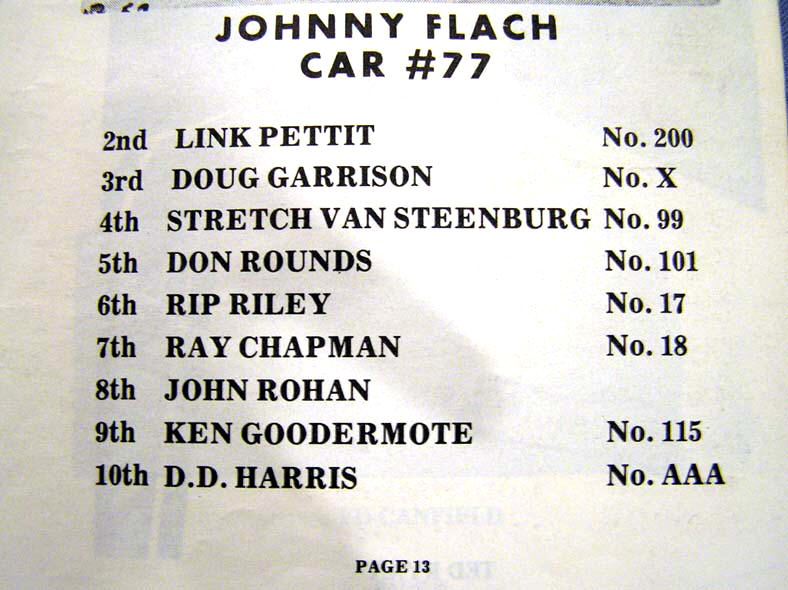 JOHNNY FLACH
CAR #77
2nd LINK PETTIT No. 200
3rd DOUG GARRISON No. X
4th STRETCH VAN STEENBURG No. 99
5th DON ROUNDS No. 101
6th RIP RILEY No. 17
7th RAY CHAPMAN No. 18
8th JOHN ROHAN
9th KEN GOODERMOTE No. 115
10th D.D. HARRIS No. AAA
PAGE 13